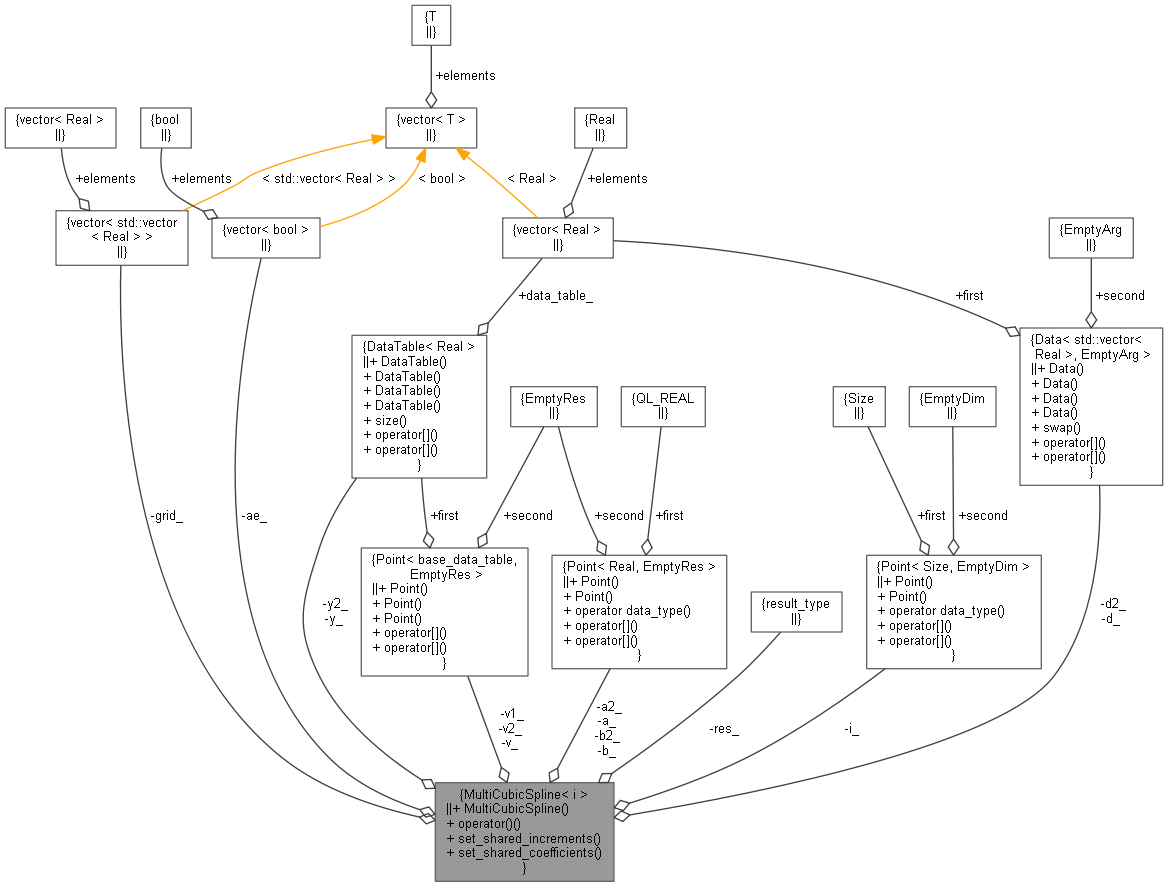 {T
||}
+elements
{vector< Real >
||}
{bool
||}
{vector< T >
||}
{Real
||}
+elements
+elements
< std::vector< Real > >
< bool >
< Real >
+elements
{vector< std::vector
< Real > >
||}
{vector< bool >
||}
{vector< Real >
||}
{EmptyArg
||}
+data_table_
+first
+second
{DataTable< Real >
||+ DataTable()
+ DataTable()
+ DataTable()
+ DataTable()
+ size()
+ operator[]()
+ operator[]()
}
{Data< std::vector<
Real >, EmptyArg >
||+ Data()
+ Data()
+ Data()
+ Data()
+ swap()
+ operator[]()
+ operator[]()
}
{EmptyRes
||}
{QL_REAL
||}
{Size
||}
{EmptyDim
||}
-grid_
-ae_
+first
+second
+second
+first
+first
+second
{Point< base_data_table,
EmptyRes >
||+ Point()
+ Point()
+ Point()
+ operator[]()
+ operator[]()
}
{Point< Real, EmptyRes >
||+ Point()
+ Point()
+ operator data_type()
+ operator[]()
+ operator[]()
}
{result_type
||}
{Point< Size, EmptyDim >
||+ Point()
+ Point()
+ operator data_type()
+ operator[]()
+ operator[]()
}
-y2_
-y_
-d2_
-d_
-v1_
-v2_
-v_
-a2_
-a_
-b2_
-b_
-res_
-i_
{MultiCubicSpline< i >
||+ MultiCubicSpline()
+ operator()()
+ set_shared_increments()
+ set_shared_coefficients()
}